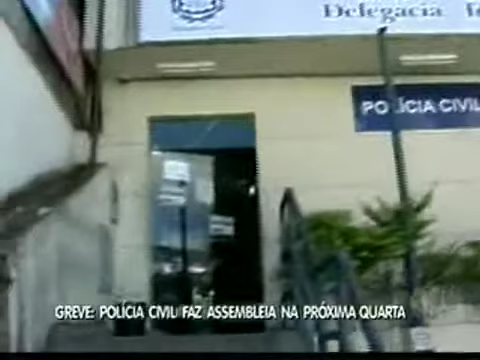 Delegacia
POLÍCIA CIVIL
GREVE: POLÍCIA CIVIL FAZ ASSEMBLEIA NA PRÓXIMA QUARTA